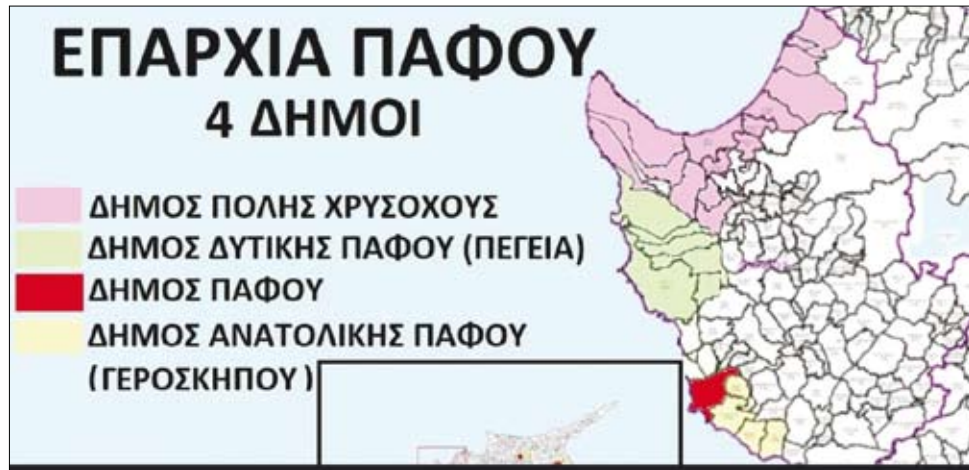 ΕΠΑΡΧΙΑ ΠΑΦΟΥ
4 ΔΗΜΟΙ
ΔΗΜΟΣ ΠΟΛΗΣ ΧΡΥΣΟΧΟΥΣ
ΔΗΜΟΣ ΔΥΤΙΚΗΣ ΠΑΦΟΥ (ΠΕΓΕΙΑ)
ΔΗΜΟΣ ΠΑΦΟΥ
ΔΗΜΟΣ ΑΝΑΤΟΛΙΚΗΣ ΠΑΦΟΥ
(ΓΕΡΟΣΚΗΠΟΥ )